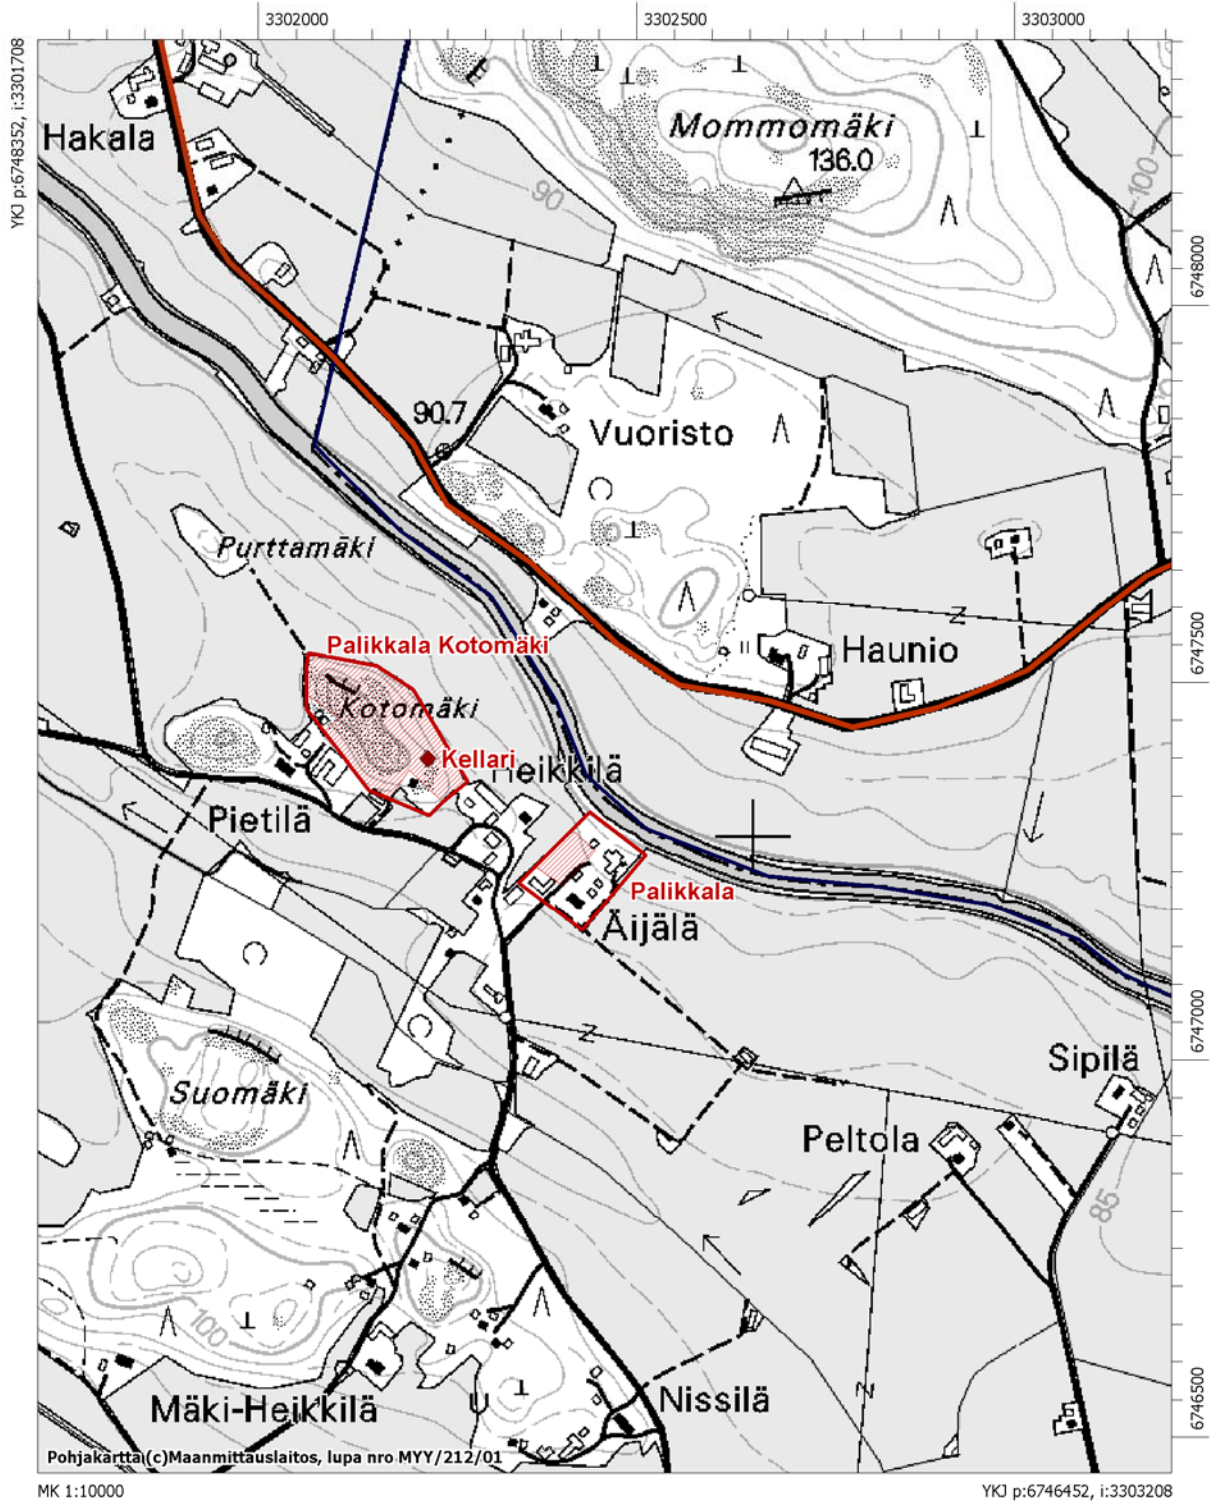 3302000
3302500
3303000
YKJ p:6748352, i:3301708
Hakala
Mommomäki
136.0
100
90
6748000
90.7
Vuoristo
Purttamäki
6747500
Palikkala Kotomäki
Haunio
Kotomäki
Kellari
Heikkilä
Pietilä
Palikkala
Äijälä
6747000
Sipilä
Suomäki
Peltola
85
100
6746500
Mäki-Heikkilä
Nissilä
Pohjakartta (c)Maanmittauslaitos, lupa nro MYY/212/01
MK 1:10000
YKJ p:6746452, i:3303208